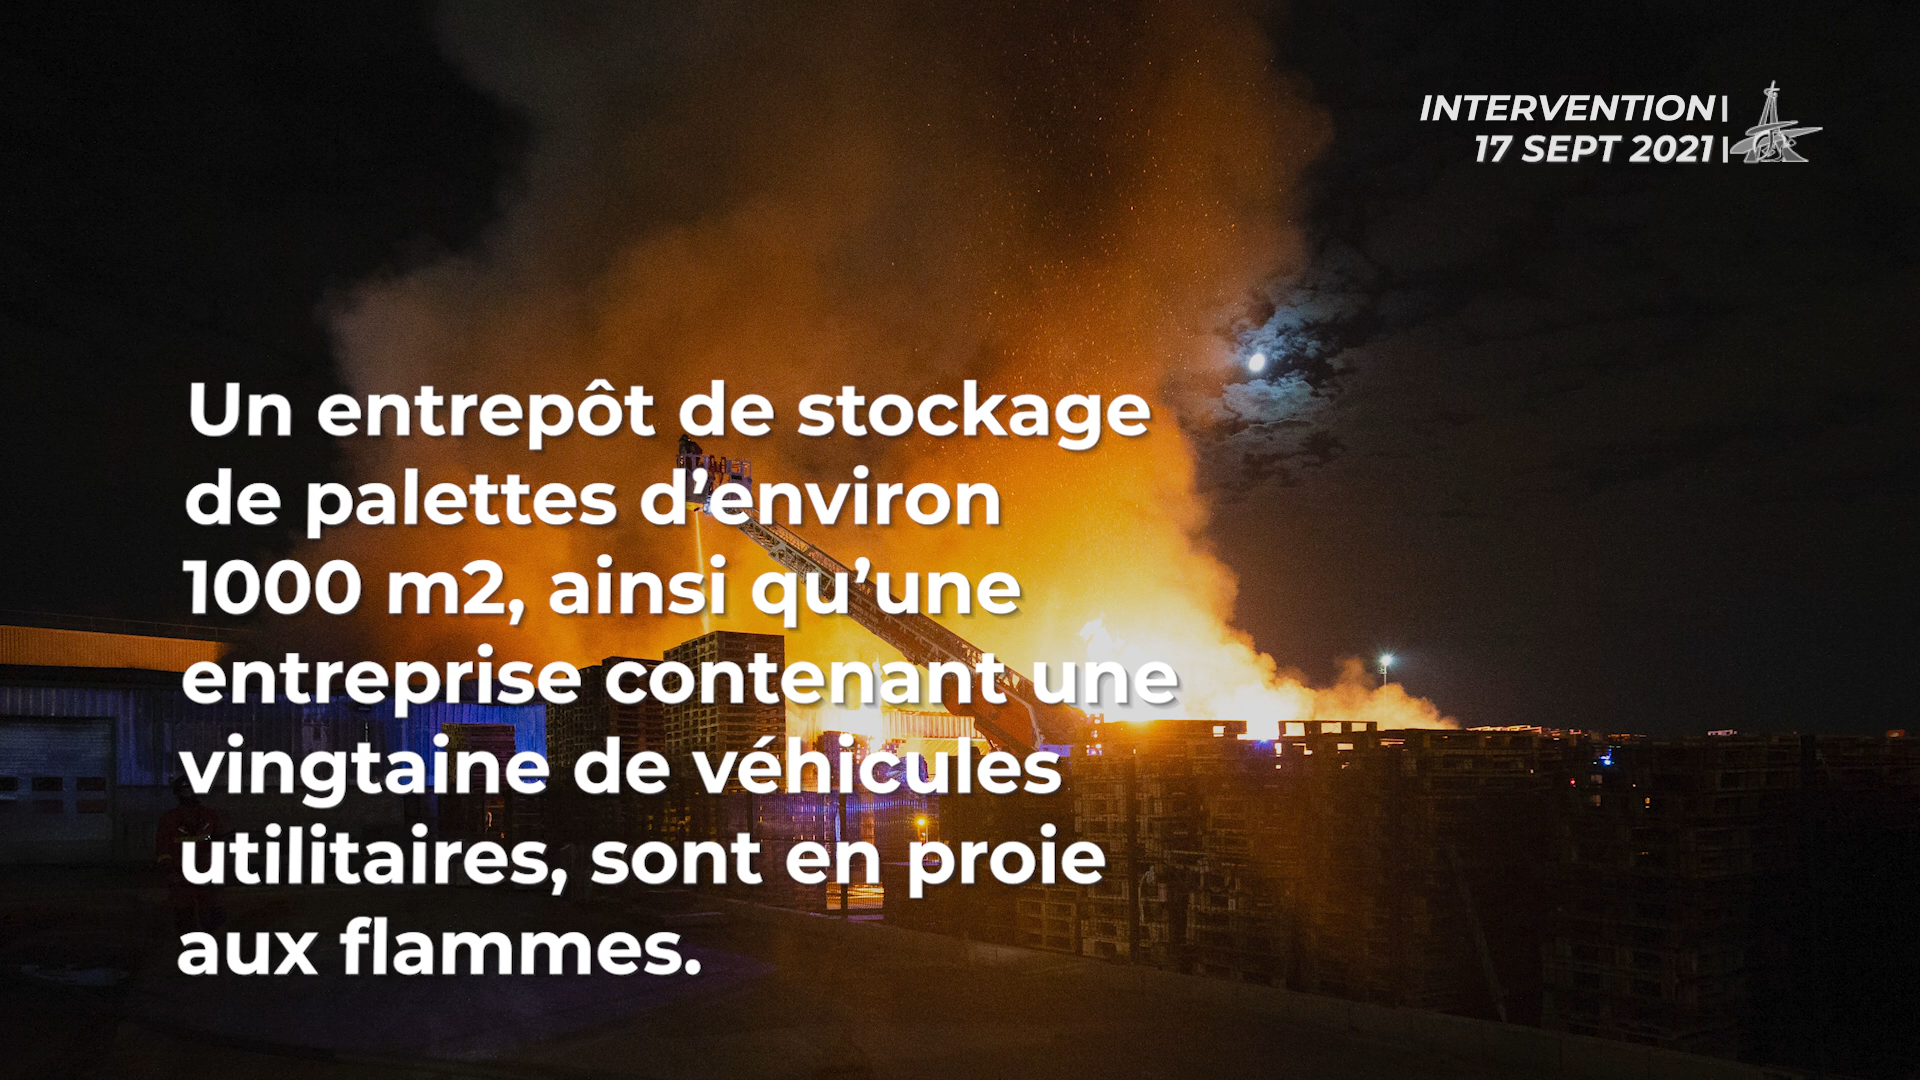 INTERVENTION
17 SEPT 2021
Un entrepôt de stockage
de palettes d’environ
1000 m2, ainsi qu’une
entreprise contenant une
vingtaine de véhicules
utilitaires, sont en proie
aux flammes.